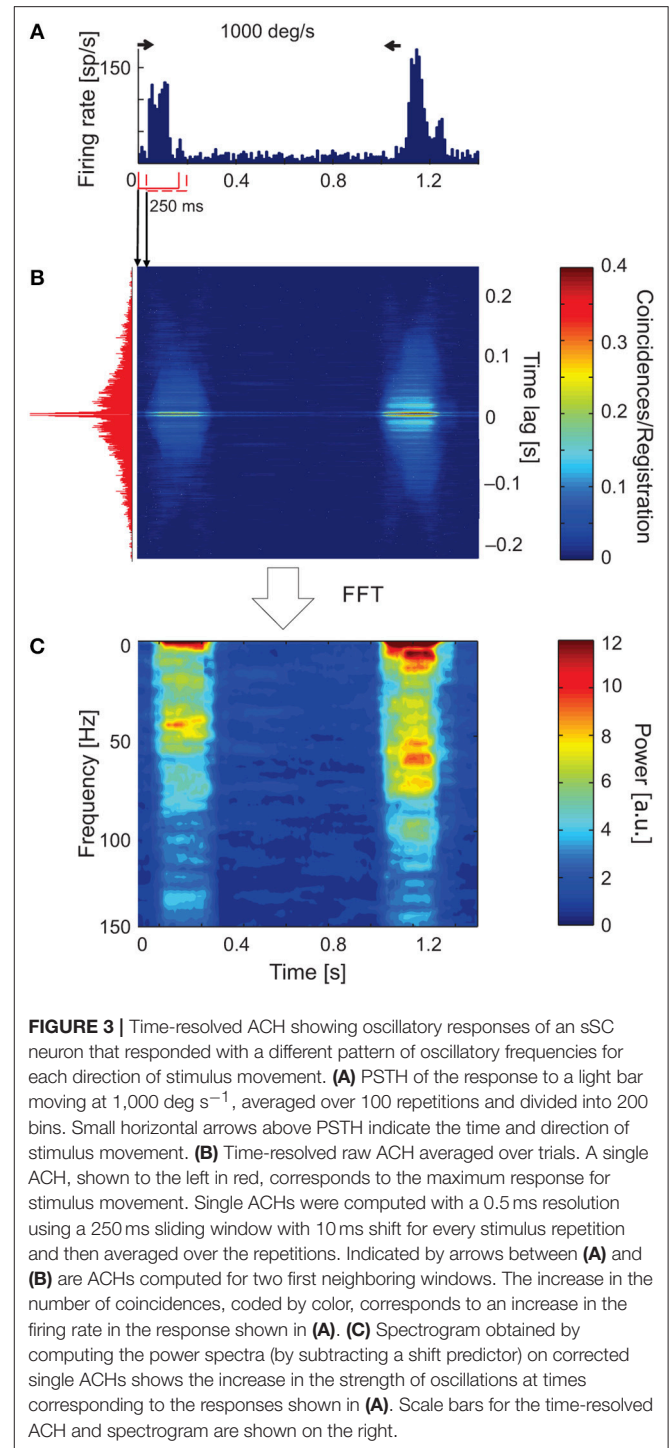 A
1000 deg/s
Firing rate [sp/s]
150
0 0.4 0.8 1.2
250 ms
B
0.2
0.1
0
–0.1
–0.2
Time lag [s]
0.4
0.3
0.2
0.1
0
Coincidences/Registration
FFT
C
0
50
100
150
Frequency [Hz]
0 0.4 0.8 1.2
Time [s]
12
10
8
6
4
2
0
Power [a.u.]
FIGURE 3 | Time-resolved ACH showing oscillatory responses of an sSC
neuron that responded with a different pattern of oscillatory frequencies for
each direction of stimulus movement. (A) PSTH of the response to a light bar
moving at 1,000 deg s⁻¹, averaged over 100 repetitions and divided into 200
bins. Small horizontal arrows above PSTH indicate the time and direction of
stimulus movement. (B) Time-resolved raw ACH averaged over trials. A single
ACH, shown to the left in red, corresponds to the maximum response for
stimulus movement. Single ACHs were computed with a 0.5 ms resolution
using a 250 ms sliding window with 10 ms shift for every stimulus repetition
and then averaged over the repetitions. Indicated by arrows between (A) and
(B) are ACHs computed for two first neighboring windows. The increase in the
number of coincidences, coded by color, corresponds to an increase in the
firing rate in the response shown in (A). (C) Spectrogram obtained by
computing the power spectra (by subtracting a shift predictor) on corrected
single ACHs shows the increase in the strength of oscillations at times
corresponding to the responses shown in (A). Scale bars for the time-resolved
ACH and spectrogram are shown on the right.